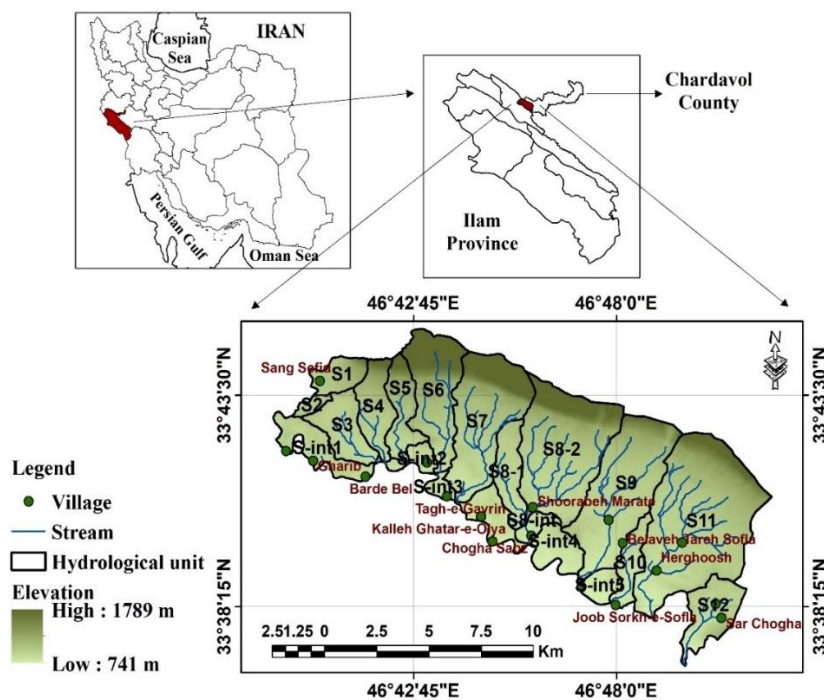 IRAN
Caspian
Sea
Persian Gulf
Oman Sea
Chardavol
County
Ilam
Province
46°42'45"E
46°48'0"E
33°43'30"N
33°43'30"N
N
Sang Sefid
S1
S2
S3
S4
S5
S6
S7
S8-1
S8-2
S9
S10
S11
S12
S-int1
S-int2
S-int3
S8-int
S-int4
S-int5
Gharib
Barde Bel
Tagh-e-Gavrin
Kalleh Ghatar-e-Olya
Chogha Sabz
Shoorabeh Marato
Belaveh Tareh Sofla
Herghoosh
Joob Sorkh-e-Sofla
Sar Chogha
33°38'15"N
33°38'15"N
2.51.25 0 2.5 5 7.5 10
Km
46°42'45"E
46°48'0"E
Legend
Village
Stream
Hydrological unit
Elevation
High : 1789 m
Low : 741 m